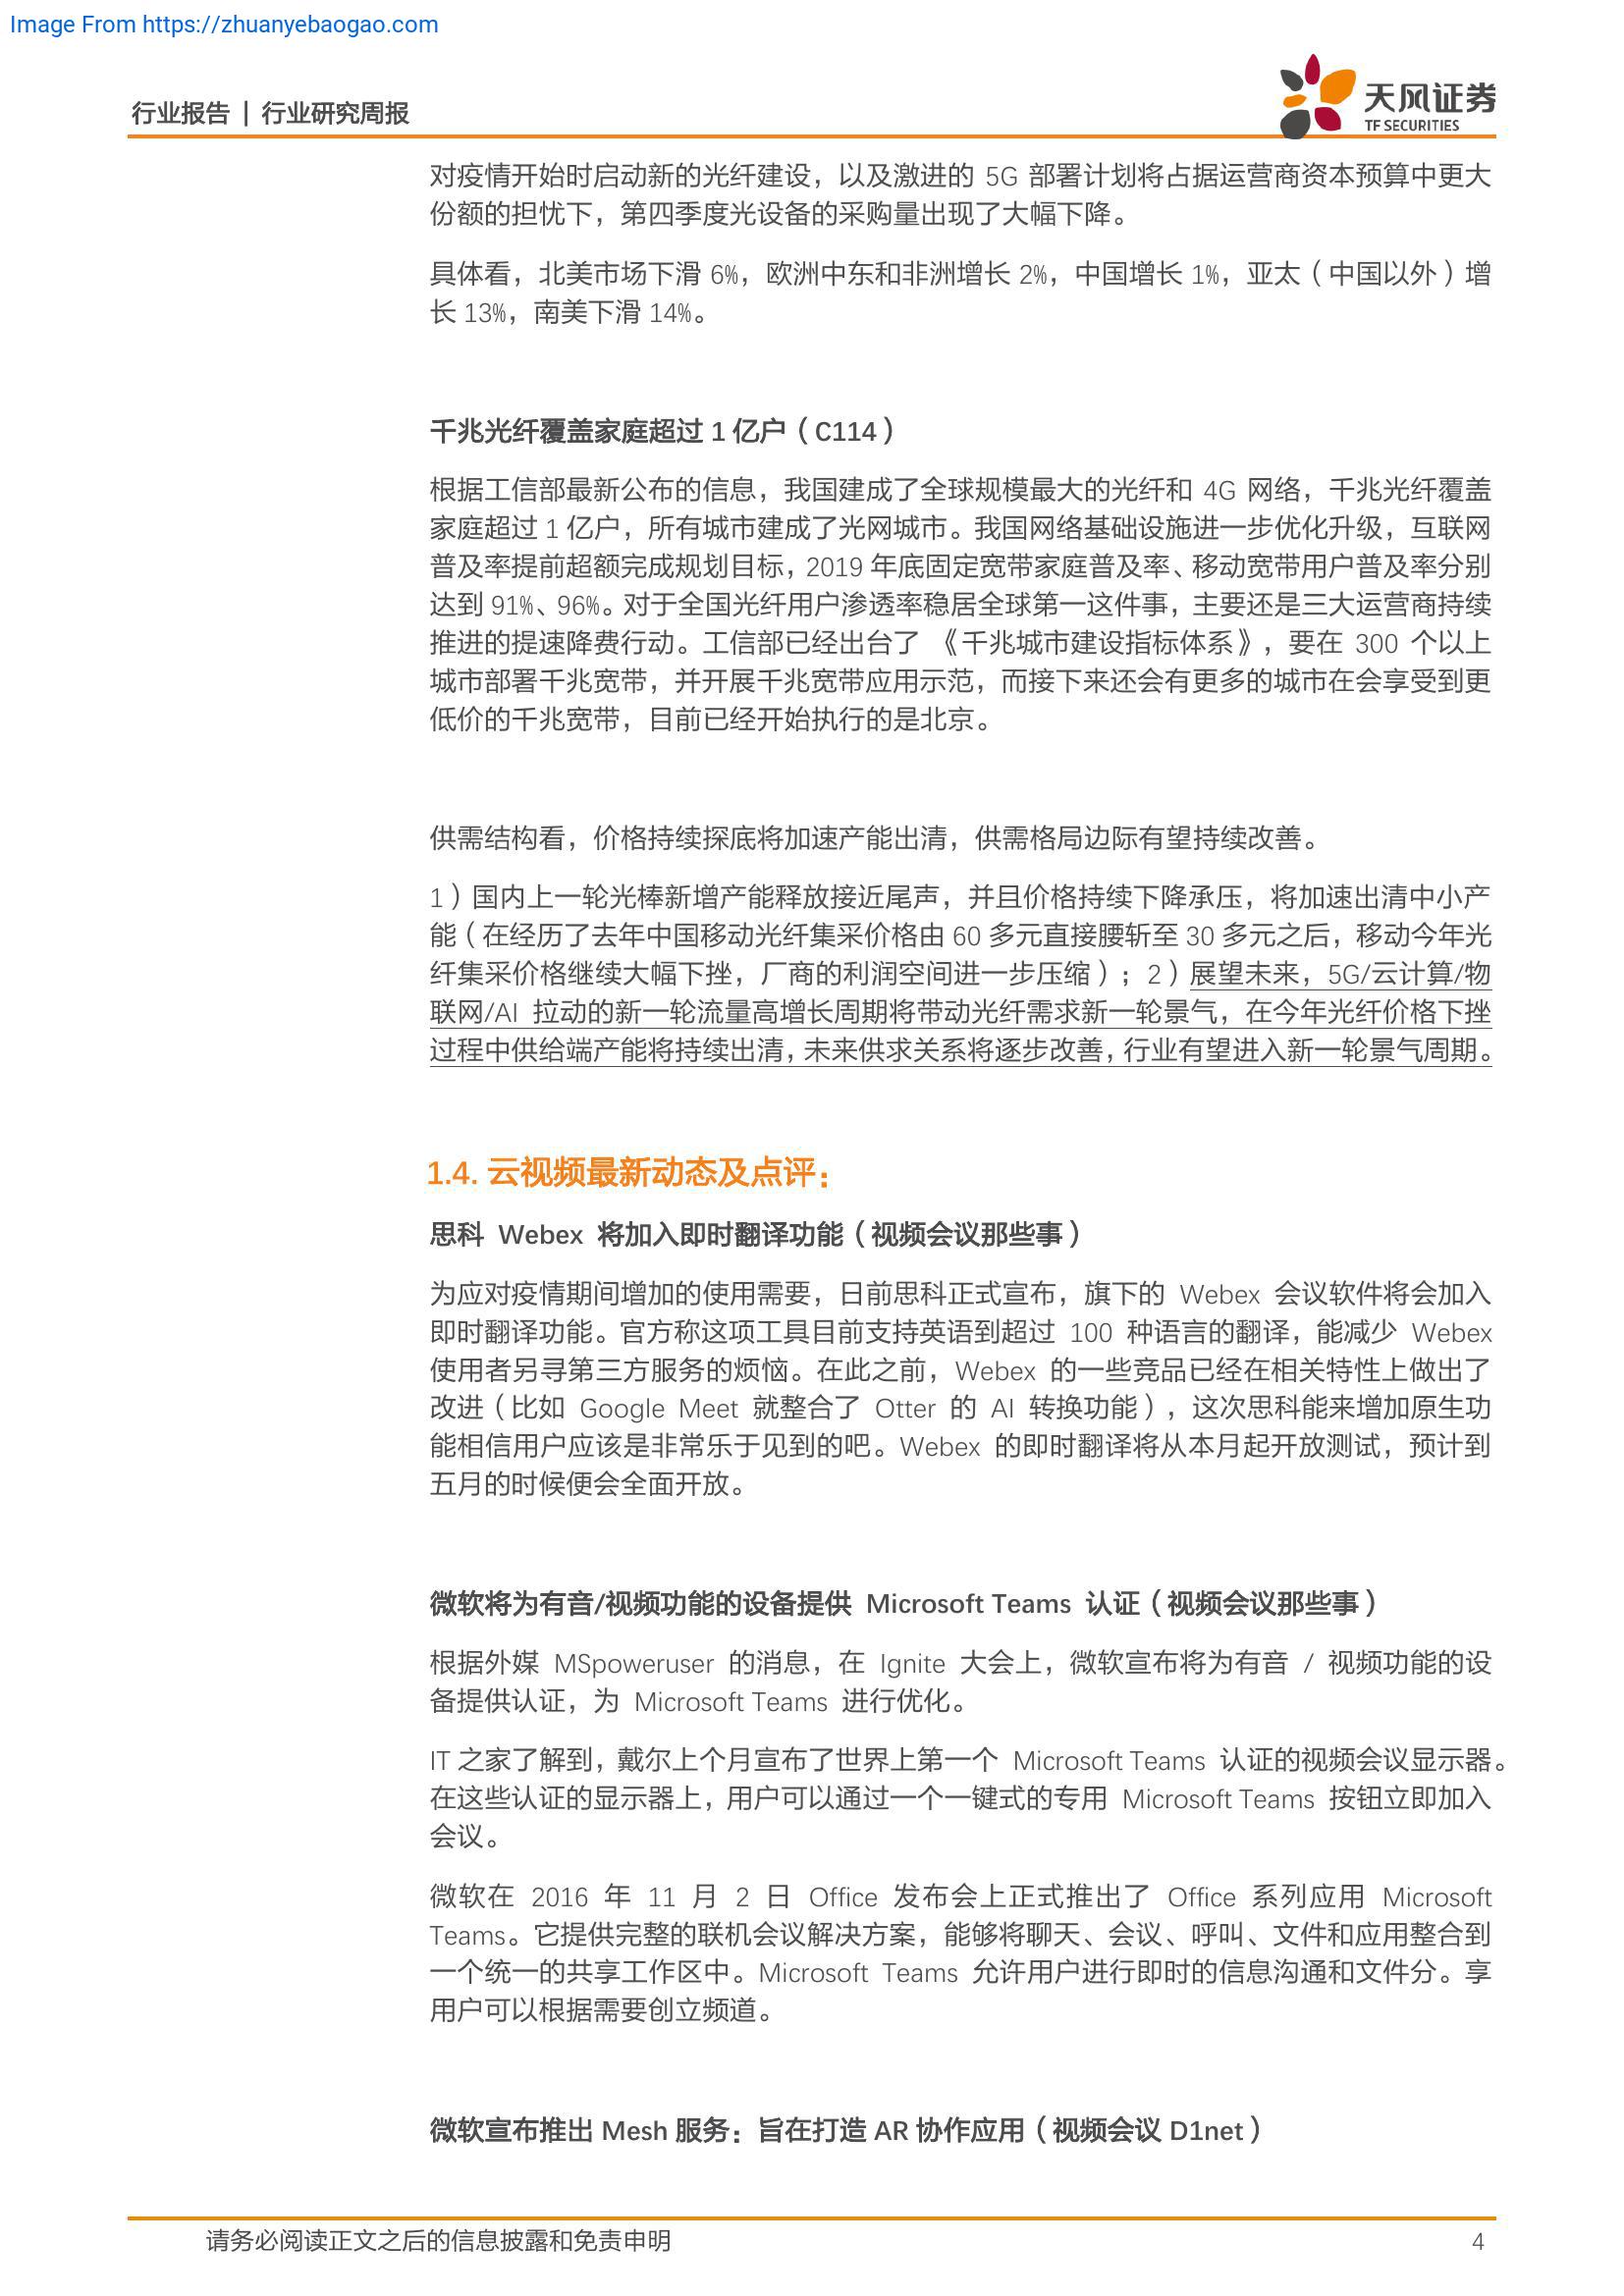 Image From https://zhuanyebaogao.com
行业报告 | 行业研究周报
天风证券
TF SECURITIES
对疫情开始时启动新的光纤建设，以及激进的 5G 部署计划将占据运营商资本预算中更大
份额的担忧下，第四季度光设备的采购量出现了大幅下降。
具体看，北美市场下滑 6%，欧洲中东和非洲增长 2%，中国增长 1%，亚太（中国以外）增
长 13%，南美下滑 14%。
千兆光纤覆盖家庭超过 1 亿户（C114）
根据工信部最新公布的信息，我国建成了全球规模最大的光纤和 4G 网络，千兆光纤覆盖
家庭超过 1 亿户，所有城市建成了光网城市。我国网络基础设施进一步优化升级，互联网
普及率提前超额完成规划目标，2019 年底固定宽带家庭普及率、移动宽带用户普及率分别
达到 91%、96%。对于全国光纤用户渗透率稳居全球第一这件事，主要还是三大运营商持续
推进的提速降费行动。工信部已经出台了 《千兆城市建设指标体系》，要在 300 个以上
城市部署千兆宽带，并开展千兆宽带应用示范，而接下来还会有更多的城市在会享受到更
低价的千兆宽带，目前已经开始执行的是北京。
供需结构看，价格持续探底将加速产能出清，供需格局边际有望持续改善。
1）国内上一轮光棒新增产能释放接近尾声，并且价格持续下降承压，将加速出清中小产
能（在经历了去年中国移动光纤集采价格由 60 多元直接腰斩至 30 多元之后，移动今年光
纤集采价格继续大幅下挫，厂商的利润空间进一步压缩）；2）展望未来，5G/云计算/物
联网/AI 拉动的新一轮流量高增长周期将带动光纤需求新一轮景气，在今年光纤价格下挫
过程中供给端产能将持续出清，未来供求关系将逐步改善，行业有望进入新一轮景气周期。
1.4. 云视频最新动态及点评：
思科 Webex 将加入即时翻译功能（视频会议那些事）
为应对疫情期间增加的使用需要，日前思科正式宣布，旗下的 Webex 会议软件将会加入
即时翻译功能。官方称这项工具目前支持英语到超过 100 种语言的翻译，能减少 Webex
使用者另寻第三方服务的烦恼。在此之前，Webex 的一些竞品已经在相关特性上做出了
改进（比如 Google Meet 就整合了 Otter 的 AI 转换功能），这次思科能来增加原生功
能相信用户应该是非常乐于见到的吧。Webex 的即时翻译将从本月起开放测试，预计到
五月的时候便会全面开放。
微软将为有音/视频功能的设备提供 Microsoft Teams 认证（视频会议那些事）
根据外媒 MSpoweruser 的消息，在 Ignite 大会上，微软宣布将为有音 / 视频功能的设
备提供认证，为 Microsoft Teams 进行优化。
IT 之家了解到，戴尔上个月宣布了世界上第一个 Microsoft Teams 认证的视频会议显示器。
在这些认证的显示器上，用户可以通过一个一键式的专用 Microsoft Teams 按钮立即加入
会议。
微软在 2016 年 11 月 2 日 Office 发布会上正式推出了 Office 系列应用 Microsoft
Teams。它提供完整的联机会议解决方案，能够将聊天、会议、呼叫、文件和应用整合到
一个统一的共享工作区中。Microsoft Teams 允许用户进行即时的信息沟通和文件分。享
用户可以根据需要创立频道。
微软宣布推出 Mesh 服务：旨在打造 AR 协作应用（视频会议 D1net）
请务必阅读正文之后的信息披露和免责申明
4